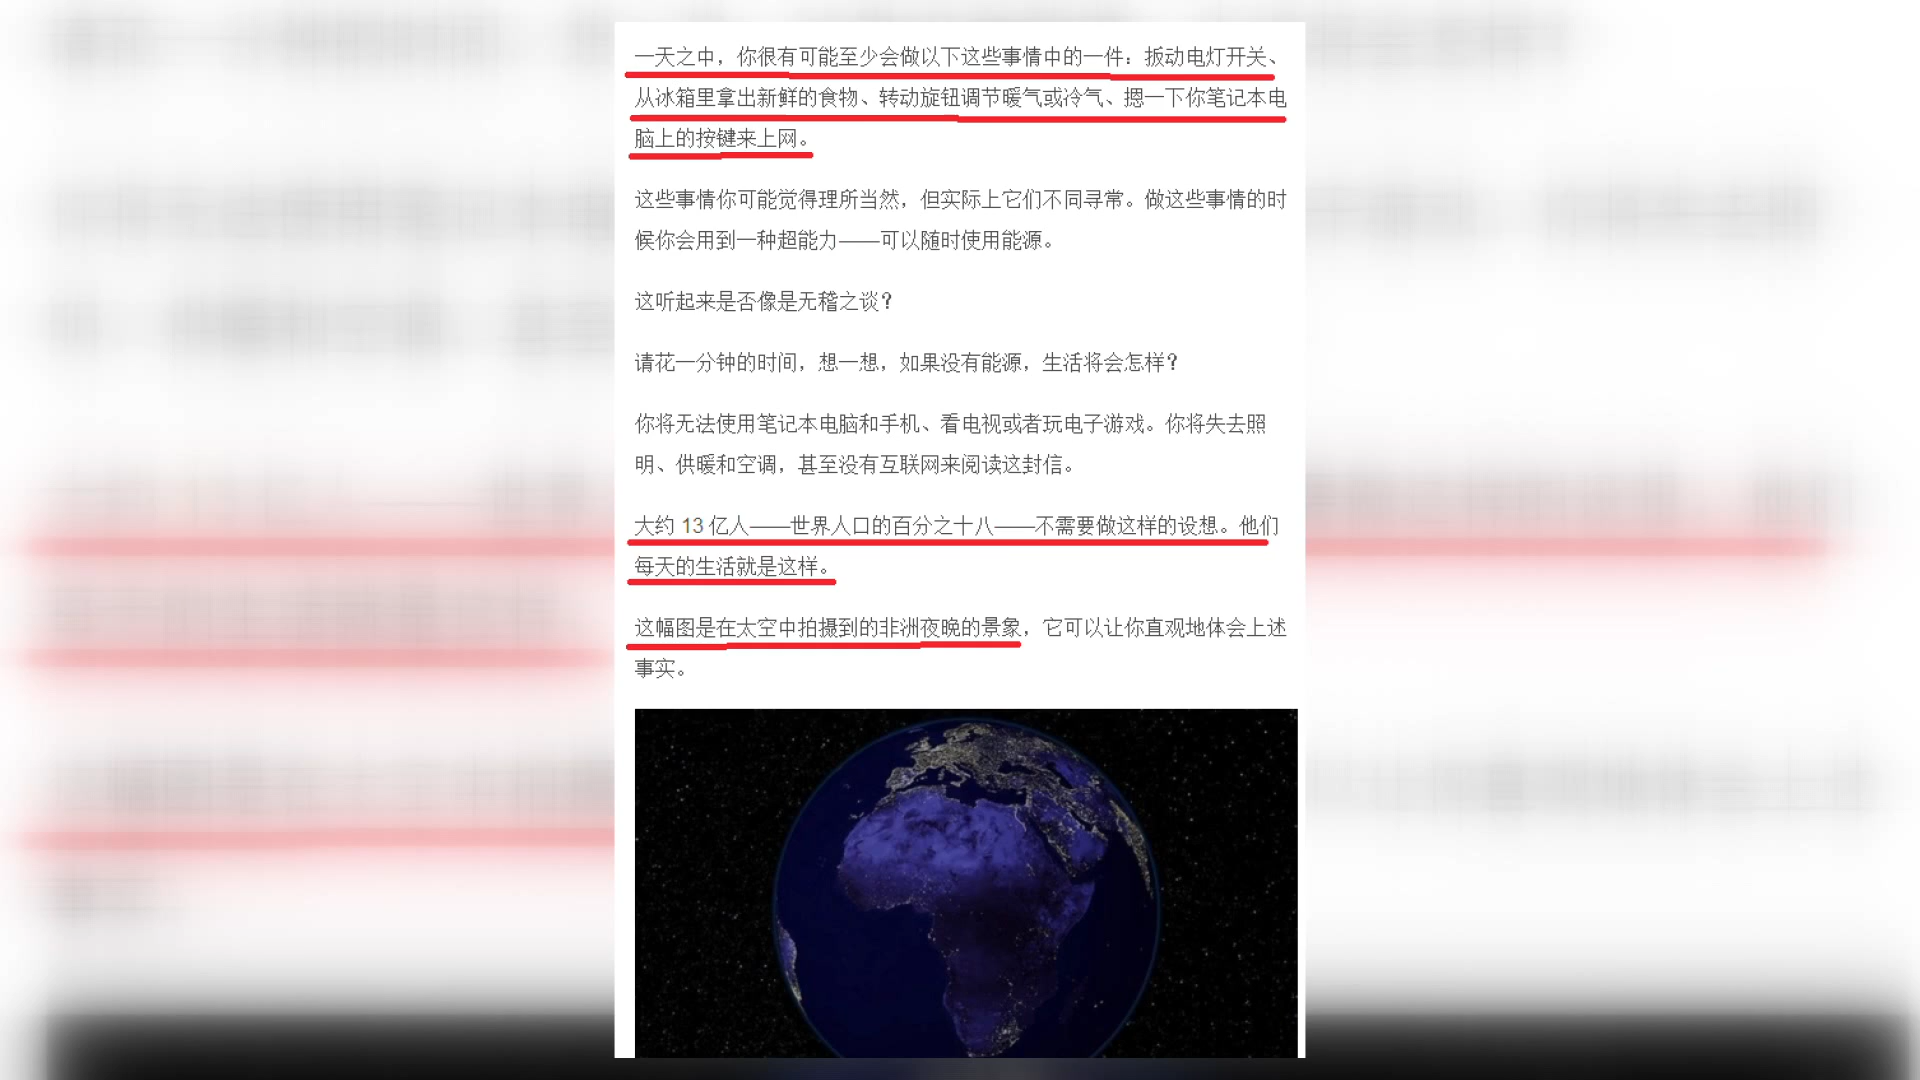 一天之中，你很有可能至少会做以下这些事情中的一件：扳动电灯开关、
从冰箱里拿出新鲜的食物、转动旋钮调节暖气或冷气、摁一下你笔记本电
脑上的按键来上网。
这些事情你可能觉得理所当然，但实际上它们不同寻常。做这些事情的时
候你会用到一种超能力——可以随时使用能源。
这听起来是否像是无稽之谈？
请花一分钟的时间，想一想，如果没有能源，生活将会怎样？
你将无法使用笔记本电脑和手机、看电视或者玩电子游戏。你将失去照
明、供暖和空调，甚至没有互联网来阅读这封信。
大约 13 亿人——世界人口的百分之十八——不需要做这样的设想。他们
每天的生活就是这样。
这幅图是在太空中拍摄到的非洲夜晚的景象，它可以让你直观地体会上述
事实。